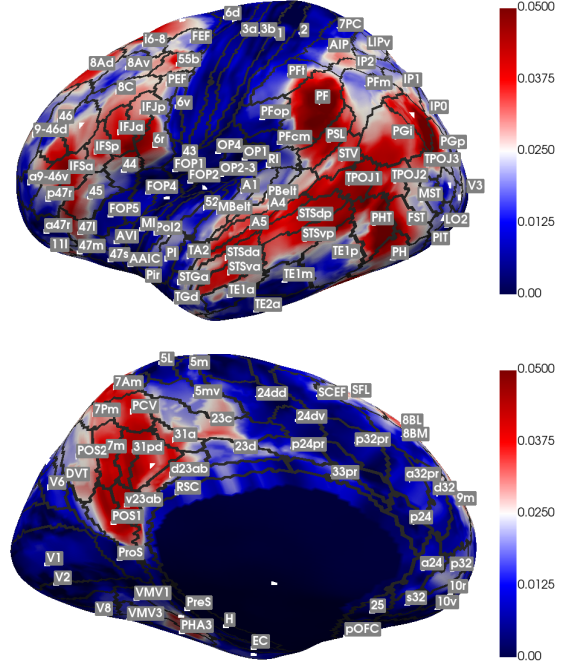 6d
3a 3b 1 2 7PC
i6-8 FEF AIP LIPv
8Ad 8Av 55b PFt IP2
8C PEF PFm IP1
46 IFJp 6v PF IP0
9-46d IFJa PFop PGI
IFSp 6r PFcm PSL PGp
IFSa 44 43 OP4 OP1 RI STV TPOJ3
a9-46v FOP1 FOP2 OP2-3 TPOJ1 TPOJ2
p47r 45 FOP4 A1 PBelt MST V3
FOP5 52 MBelt A4 STSdp PHT FST LO2
a47r 47l MI PoI2 A5 STSvp PIT
11l 47m AVI PI TA2 STSda TE1p PH
47s AAIC STSva
Pir STGa TE1m
TGd TE1a
TE2a
0.0500
0.0375
0.0250
0.0125
0.00
5L 5m
7Am 5mv 24dd SCEF SFL
7Pm PCV 23c 24dv 8BL
7m 31pd 31a 23d p24pr p32pr 8BM
POS2
DVT d23ab 33pr a32pr
V6 RSC d32
v23ab 9m
POS1 p24
ProS
V1 a24 p32
V2 10r
VMV1 PreS s32
V8 VMV3 H 25 10v
PHA3 EC pOFC
0.0500
0.0375
0.0250
0.0125
0.00